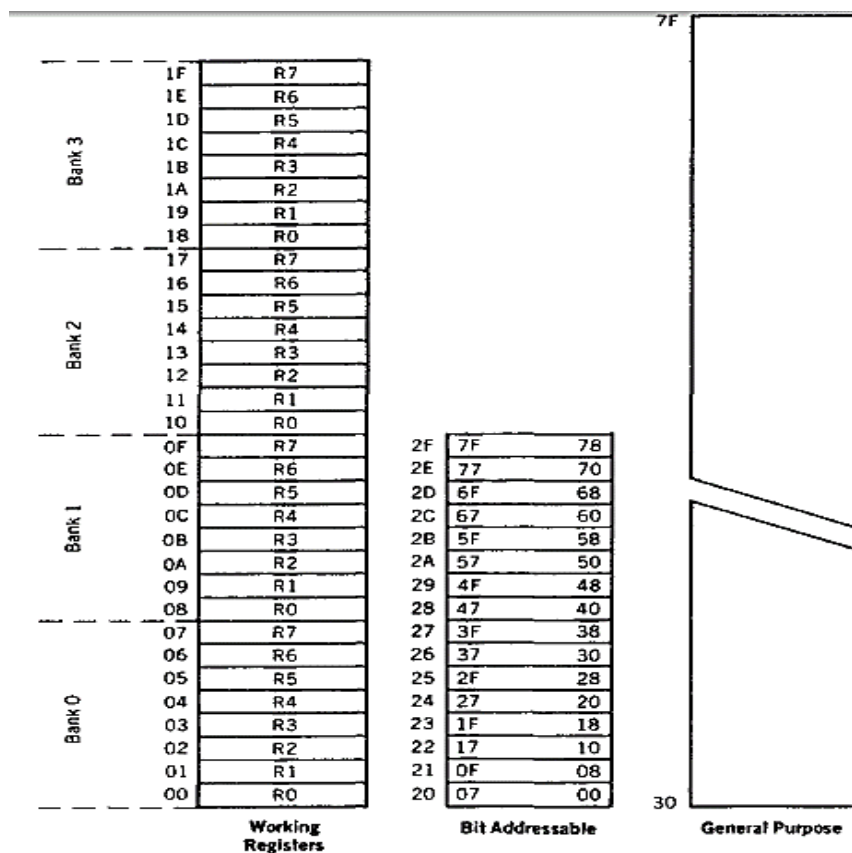 7F
1F R7
1E R6
1D R5
1C R4
Bank 3
1B R3
1A R2
19 R1
18 R0
17 R7
16 R6
15 R5
14 R4
Bank 2
13 R3
12 R2
11 R1
10 R0
0F R7 2F 7F 78
0E R6 2E 77 70
0D R5 2D 6F 68
0C R4 2C 67 60
Bank 1
0B R3 2B 5F 58
0A R2 2A 57 50
09 R1 29 4F 48
08 R0 28 47 40
07 R7 27 3F 38
06 R6 26 37 30
05 R5 25 2F 28
04 R4 24 27 20
Bank 0
03 R3 23 1F 18
02 R2 22 17 10
01 R1 21 0F 08
00 R0 20 07 00 30
Working Registers
Bit Addressable
General Purpose